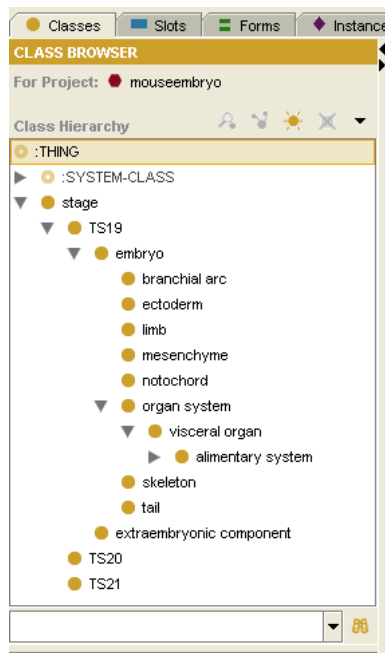 Classes Slots Forms Instance
CLASS BROWSER
For Project: mouseembryo
Class Hierarchy
:THING
:SYSTEM-CLASS
stage
TS19
embryo
branchial arc
ectoderm
limb
mesenchyme
notochord
organ system
visceral organ
alimentary system
skeleton
tail
extraembryonic component
TS20
TS21